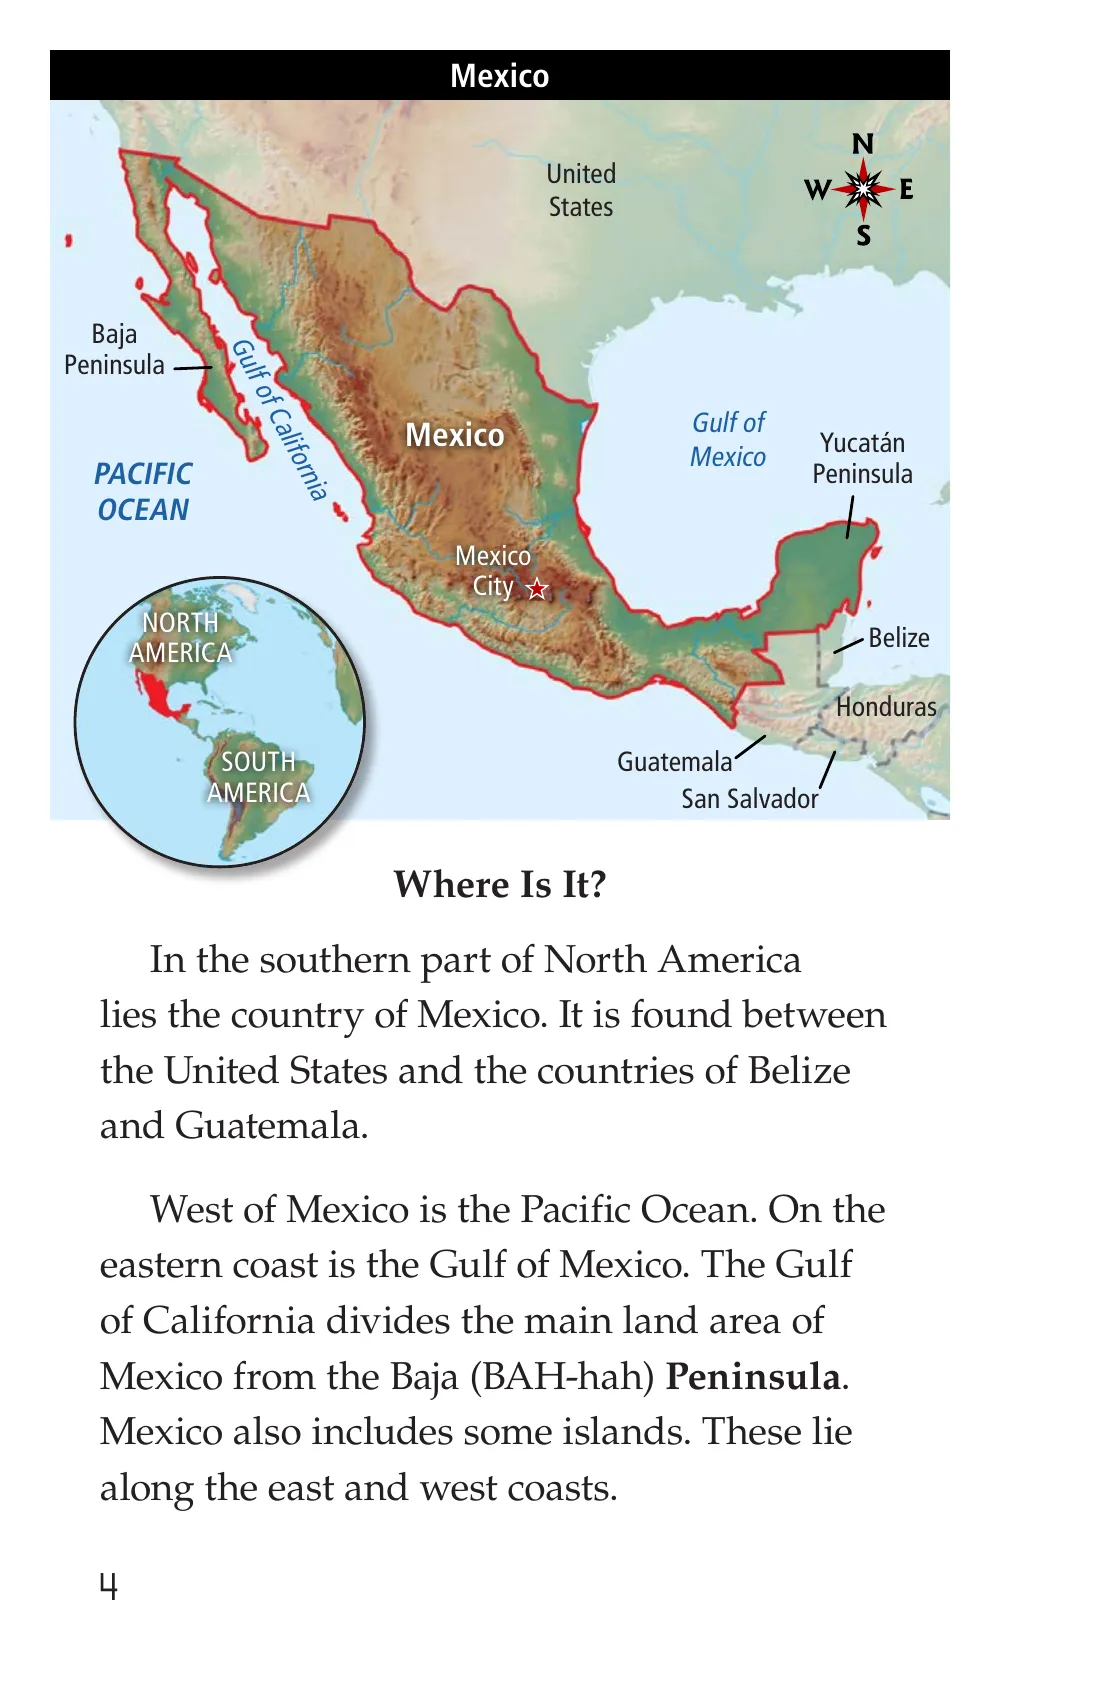 Mexico
N
W
E
S
United
States
Baja
Peninsula
Gulf of California
Mexico
Gulf of
Mexico
Yucatán
Peninsula
PACIFIC
OCEAN
Mexico
City
NORTH
AMERICA
Belize
Honduras
SOUTH
AMERICA
Guatemala
San Salvador
Where Is It?
In the southern part of North America
lies the country of Mexico. It is found between
the United States and the countries of Belize
and Guatemala.
West of Mexico is the Pacific Ocean. On the
eastern coast is the Gulf of Mexico. The Gulf
of California divides the main land area of
Mexico from the Baja (BAH-hah) Peninsula.
Mexico also includes some islands. These lie
along the east and west coasts.
4